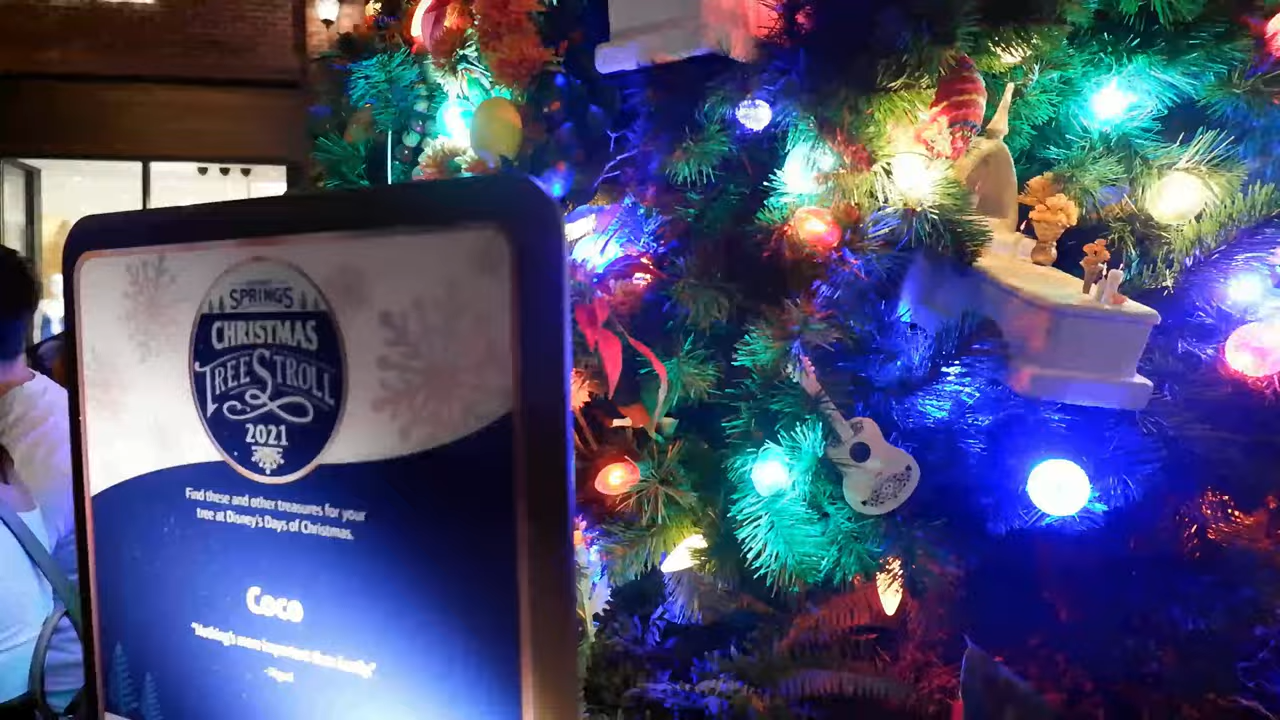 SPRINGS
CHRISTMAS
TREE STROLL
2021
Find these and other treasures for your
tree at Disney's Days of Christmas.
Coco
"Nothing's more important than family."
-Miguel